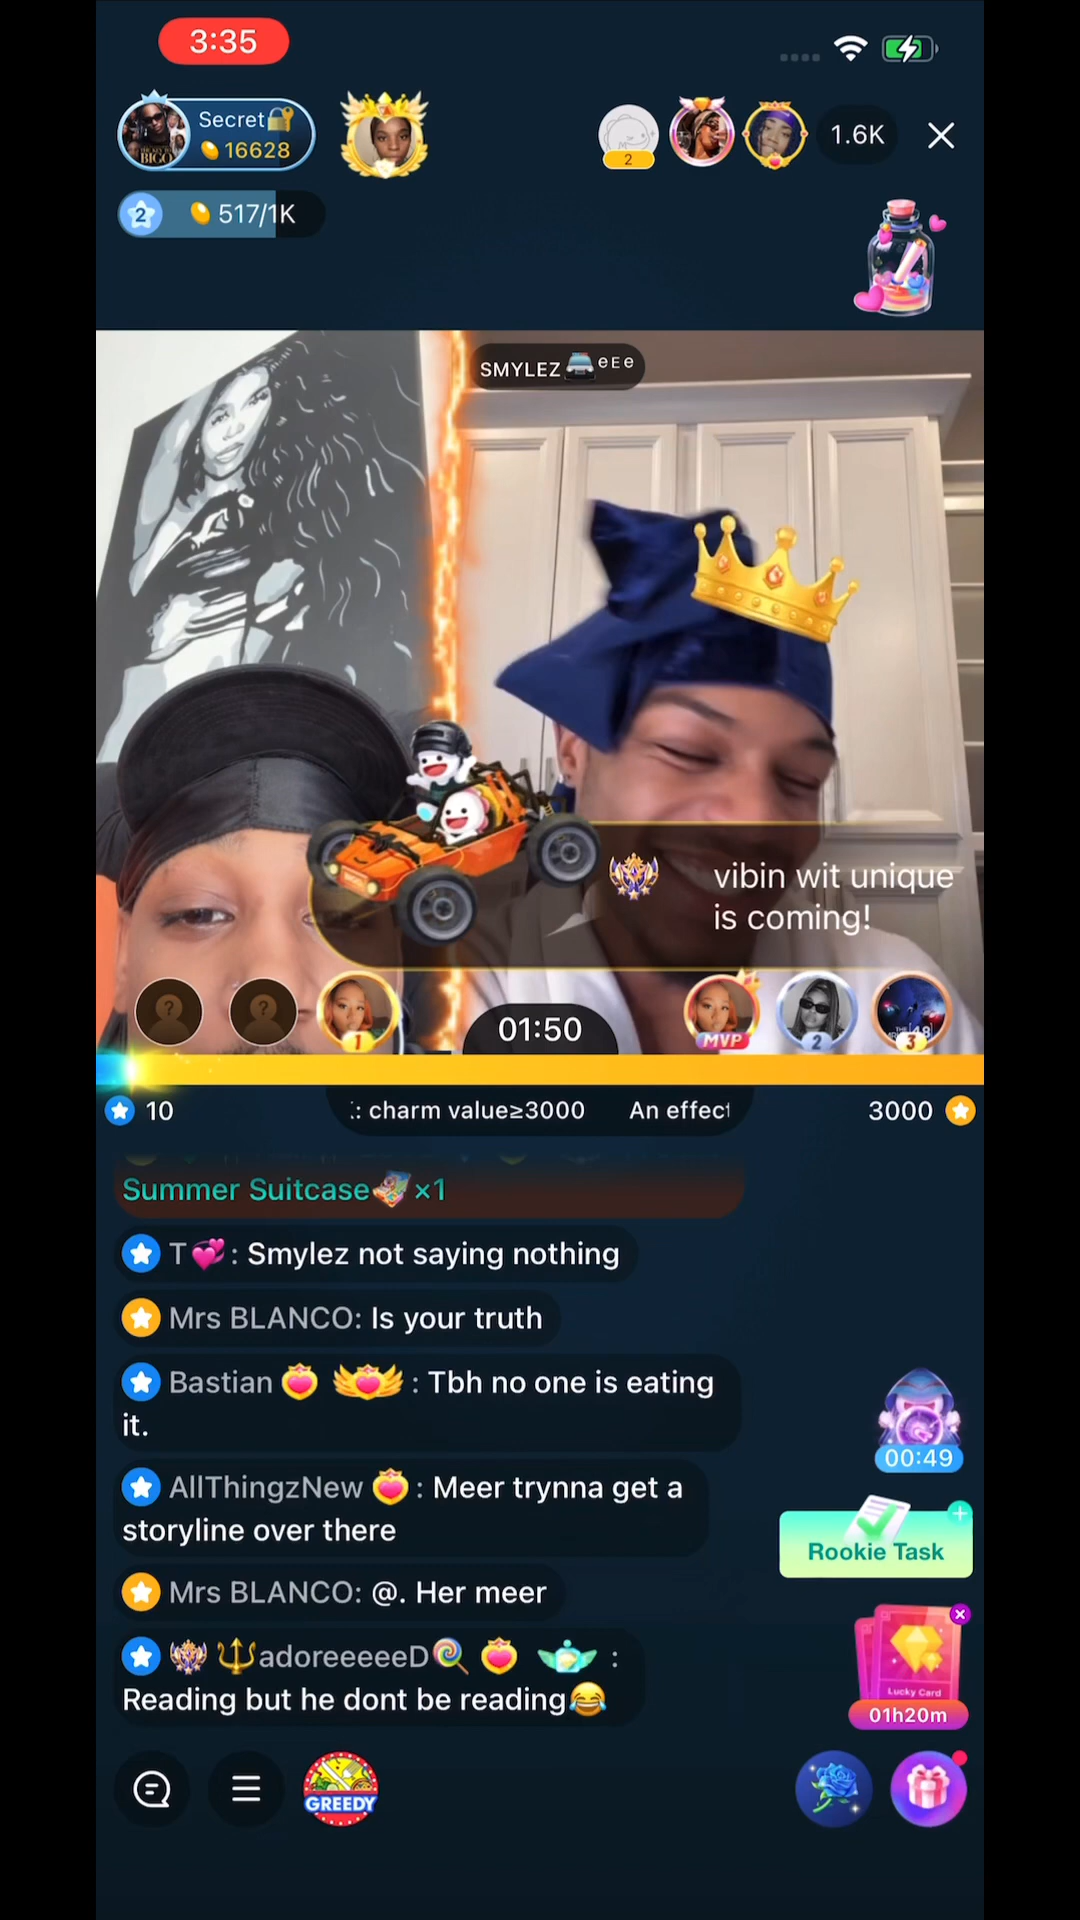 3:35
Secret
16628
BIGO
2
1.6K
2
517/1K
SMYLEZ ᵉᴱᵉ
vibin wit unique
is coming!
1
01:50
MVP
2
3
10
: charm value≥3000
An effect
3000
Summer Suitcase ×1
T💞: Smylez not saying nothing
Mrs BLANCO: Is your truth
Bastian : Tbh no one is eating
it.
AllThingzNew : Meer trynna get a
storyline over there
00:49
Rookie Task
Mrs BLANCO: @. Her meer
adoreeeeeD🍭 :
Reading but he dont be reading😂
Lucky Card
01h20m
GREEDY